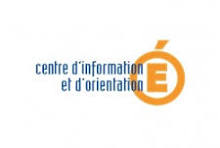 centre d'information
et d'orientation É